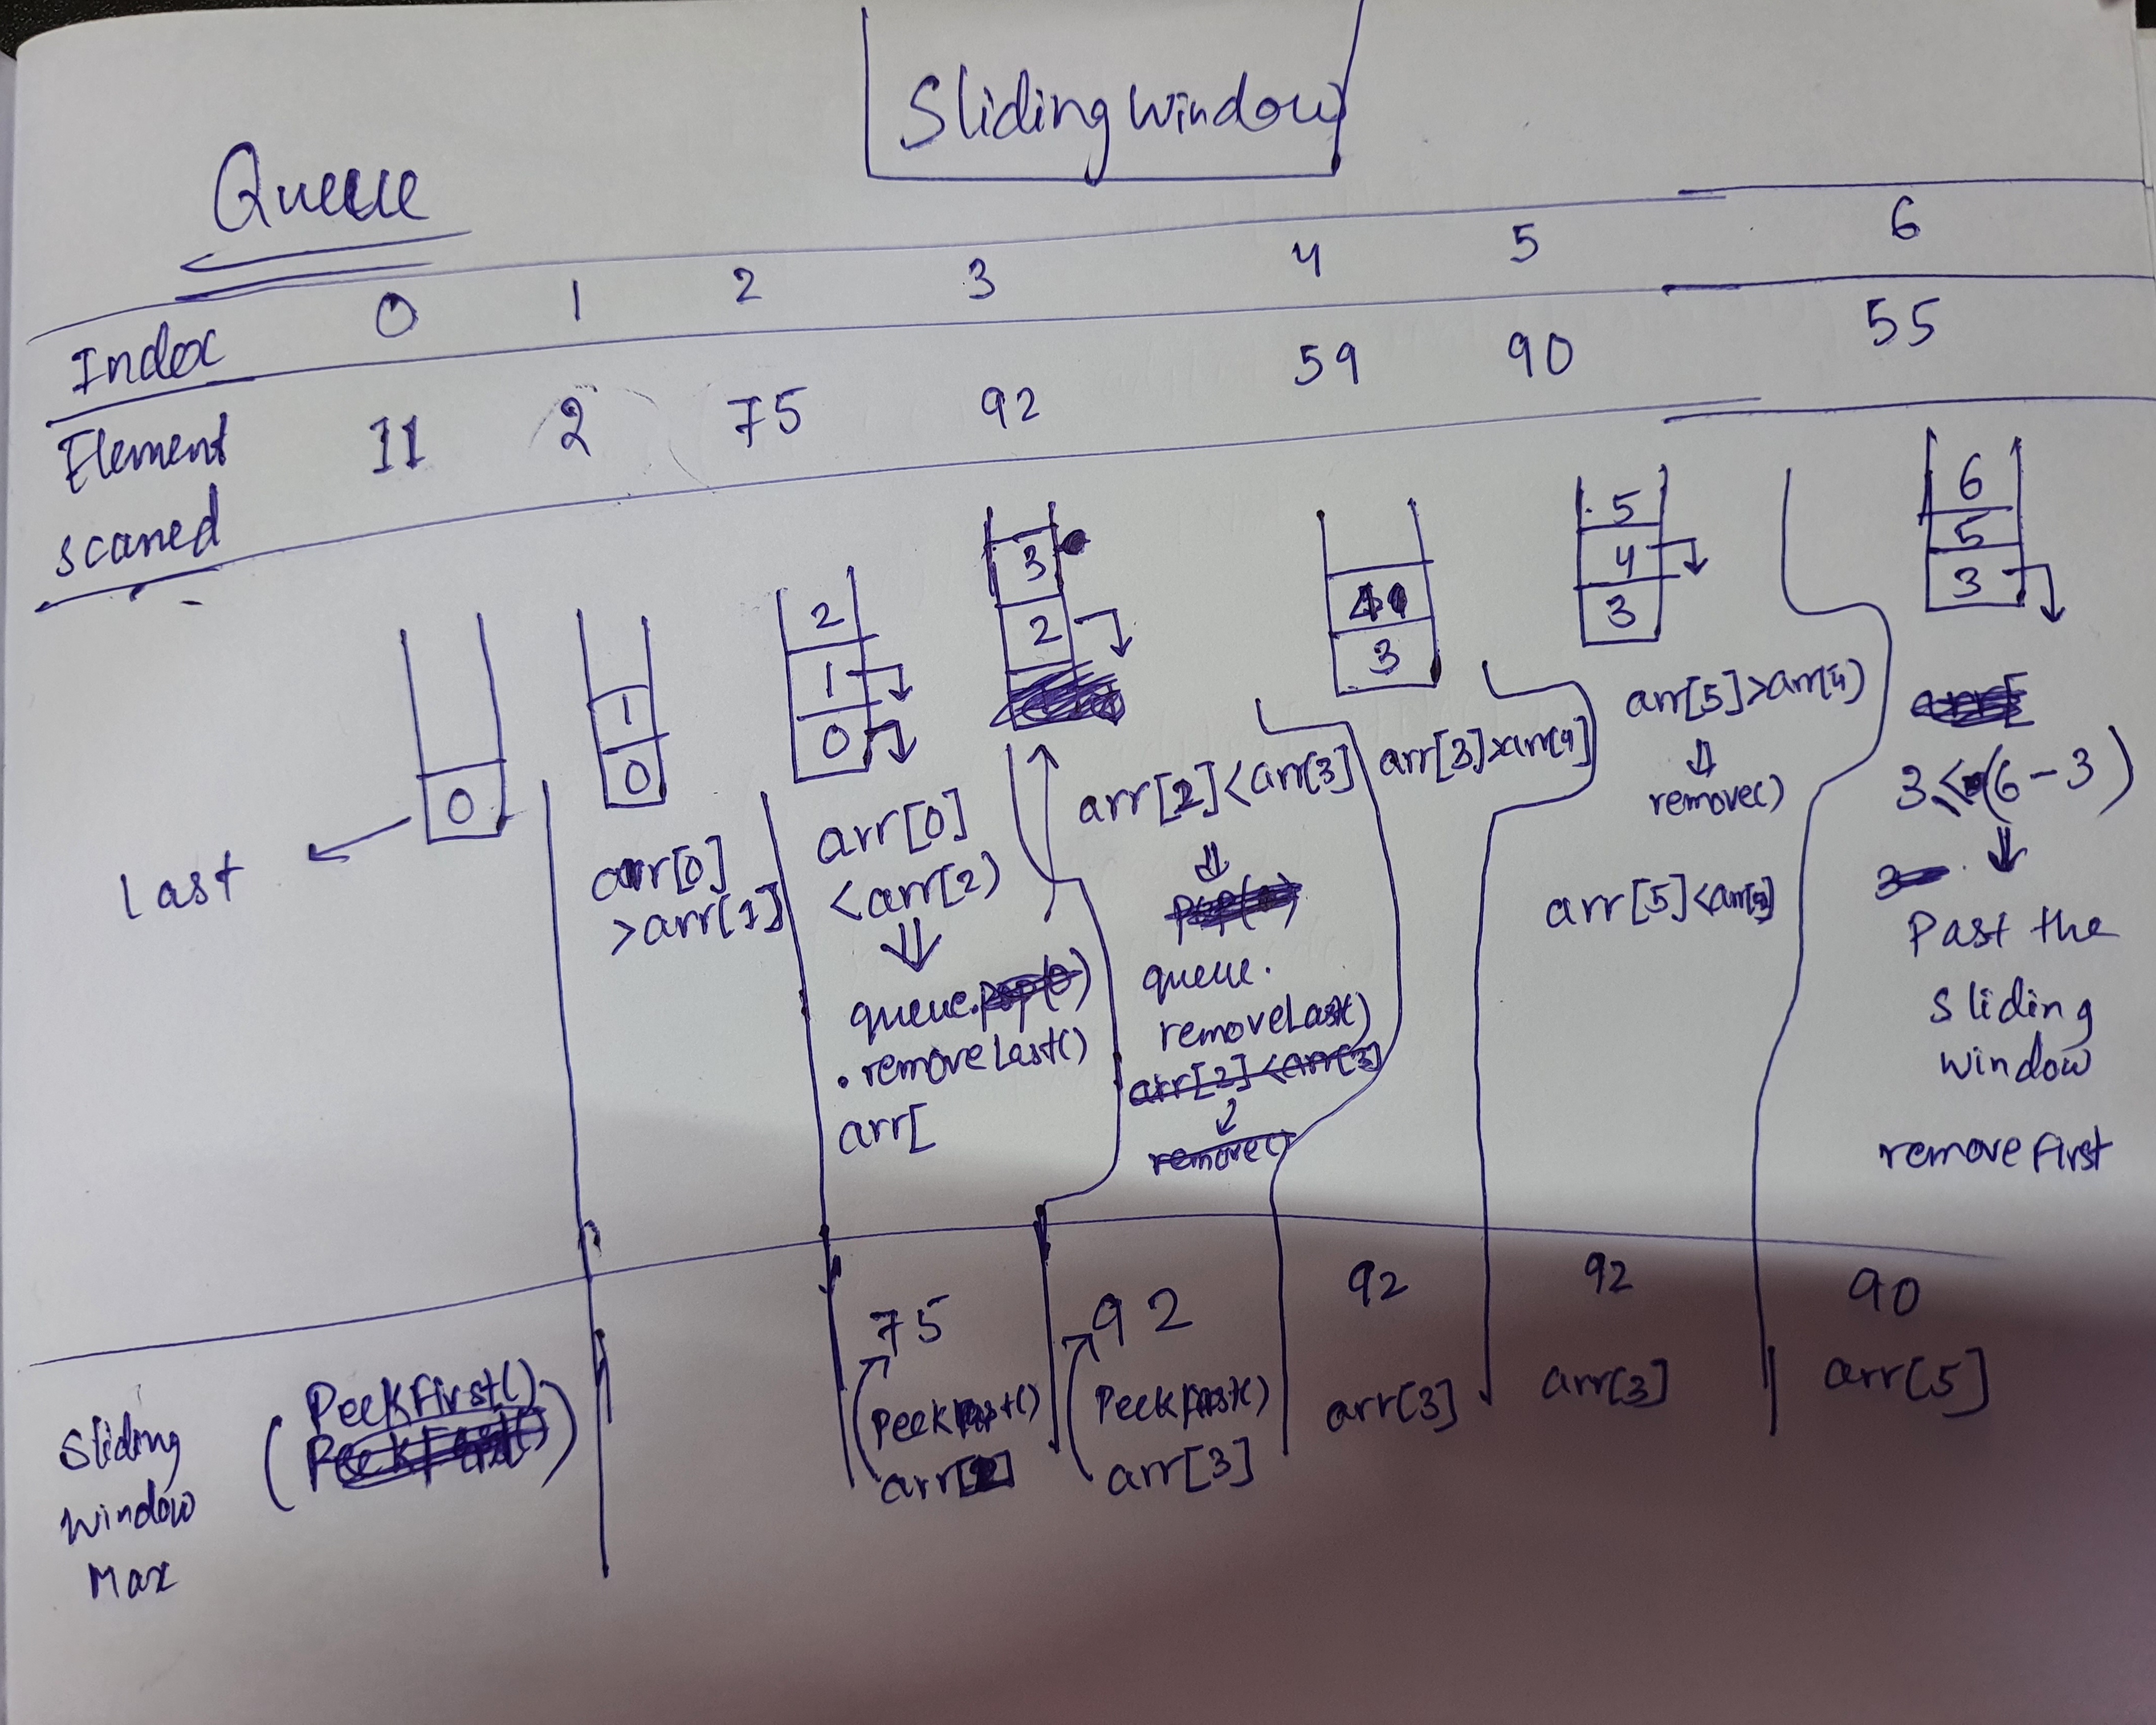 Sliding Window
Queue
Index 0 1 2 3 4 5 6
Element 11 2 75 92 59 90 55
scaned
0
last
1
0
arr[0]
>arr[1]
2
1
0
arr[0]
<arr[2)
⇓
queue.
.removeLast()
arr[
3
2
arr[2]<arr[3]
⇓
queue.
removeLast()
arr[2]<arr[3]
remove()
4
3
arr[3]>arr[4]
5
4
3
arr[5]>arr[4)
⇓
remove()
arr[5]<arr[3]
6
5
3
3<(6-3)
⇓
Past the
sliding
window
remove first
Sliding
Window
Max
(PeekFirst())
75
PeekFirst()
arr[2]
92
PeekFirst()
arr[3]
92
arr[3]
92
arr[3]
90
arr[5]